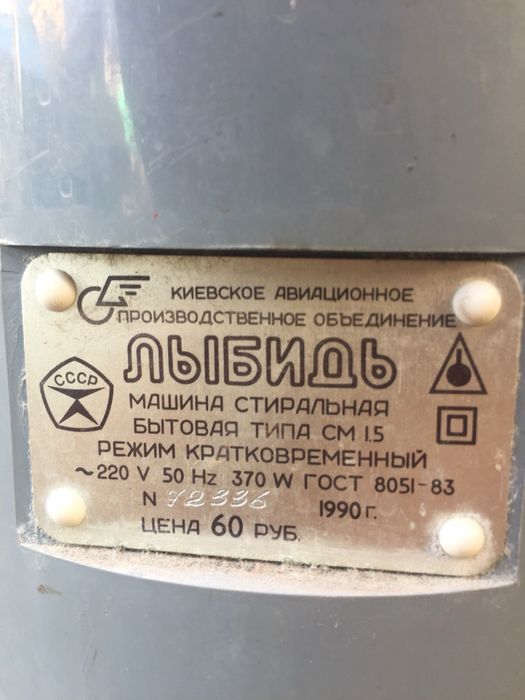 КИЕВСКОЕ АВИАЦИОННОЕ
ПРОИЗВОДСТВЕННОЕ ОБЪЕДИНЕНИЕ
ЛЫБИДЬ
СССР
МАШИНА СТИРАЛЬНАЯ
БЫТОВАЯ ТИПА СМ 1.5
РЕЖИМ КРАТКОВРЕМЕННЫЙ
~220 V 50 Hz 370 W ГОСТ 8051-83
N 72336 1990 г.
ЦЕНА 60 РУБ.